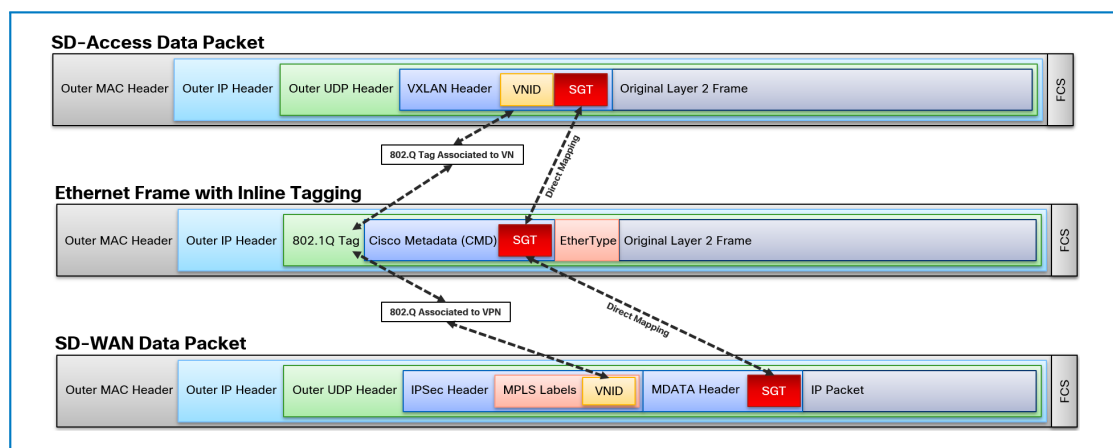 SD-Access Data Packet
Outer MAC Header Outer IP Header Outer UDP Header VXLAN Header VNID SGT Original Layer 2 Frame FCS
802.Q Tag Associated to VN
Direct Mapping
Ethernet Frame with Inline Tagging
Outer MAC Header Outer IP Header 802.1Q Tag Cisco Metadata (CMD) SGT EtherType Original Layer 2 Frame FCS
802.Q Associated to VPN
Direct Mapping
SD-WAN Data Packet
Outer MAC Header Outer IP Header Outer UDP Header IPSec Header MPLS Labels VNID MDATA Header SGT IP Packet FCS